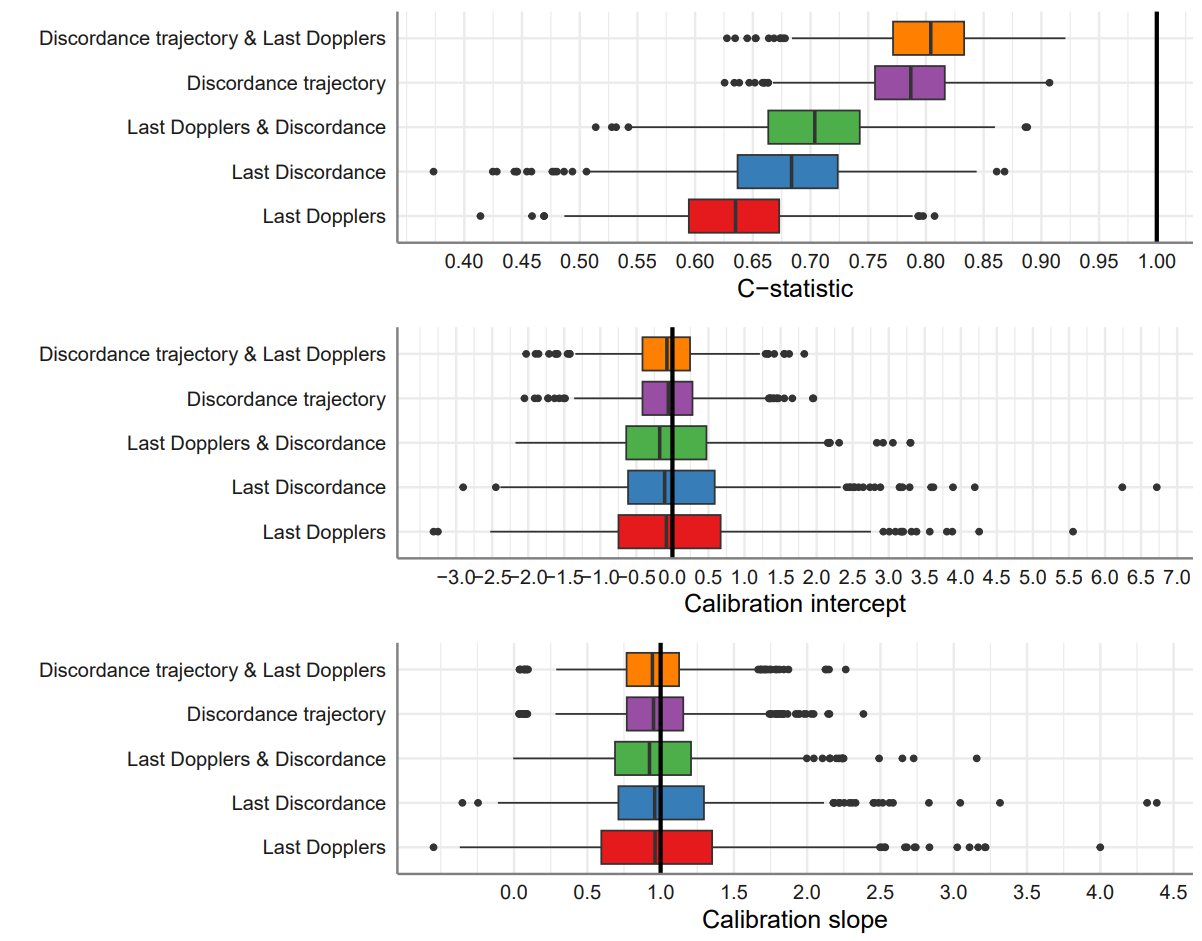 Discordance trajectory & Last Dopplers
Discordance trajectory
Last Dopplers & Discordance
Last Discordance
Last Dopplers
0.40 0.45 0.50 0.55 0.60 0.65 0.70 0.75 0.80 0.85 0.90 0.95 1.00
C−statistic
Discordance trajectory & Last Dopplers
Discordance trajectory
Last Dopplers & Discordance
Last Discordance
Last Dopplers
−3.0 −2.5 −2.0 −1.5 −1.0 −0.5 0.0 0.5 1.0 1.5 2.0 2.5 3.0 3.5 4.0 4.5 5.0 5.5 6.0 6.5 7.0
Calibration intercept
Discordance trajectory & Last Dopplers
Discordance trajectory
Last Dopplers & Discordance
Last Discordance
Last Dopplers
0.0 0.5 1.0 1.5 2.0 2.5 3.0 3.5 4.0 4.5
Calibration slope